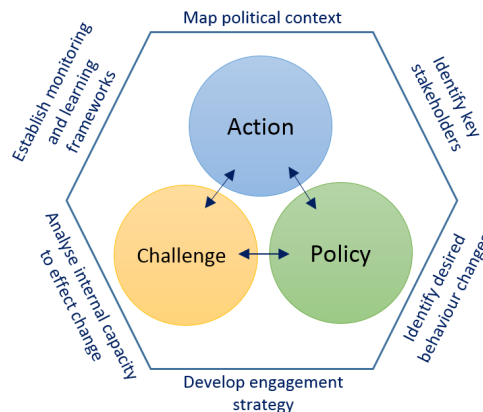 Map political context
Identify key
stakeholders
Identify desired
behaviour changes
Develop engagement
strategy
Analyse internal capacity
to effect change
Establish monitoring
and learning
frameworks
Action
Challenge
Policy